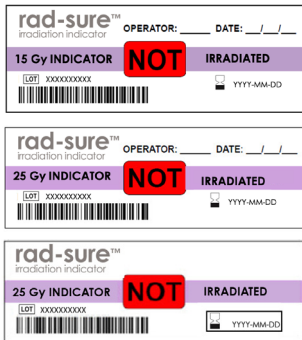 rad-sure™
irradiation indicator
OPERATOR: ______ DATE: ___/___/___
15 Gy INDICATOR NOT IRRADIATED
LOT XXXXXXXXXX
YYYY-MM-DD
rad-sure™
irradiation indicator
OPERATOR: ______ DATE: ___/___/___
25 Gy INDICATOR NOT IRRADIATED
LOT XXXXXXXXXX
YYYY-MM-DD
rad-sure™
irradiation indicator
25 Gy INDICATOR NOT IRRADIATED
LOT XXXXXXXXXX
YYYY-MM-DD